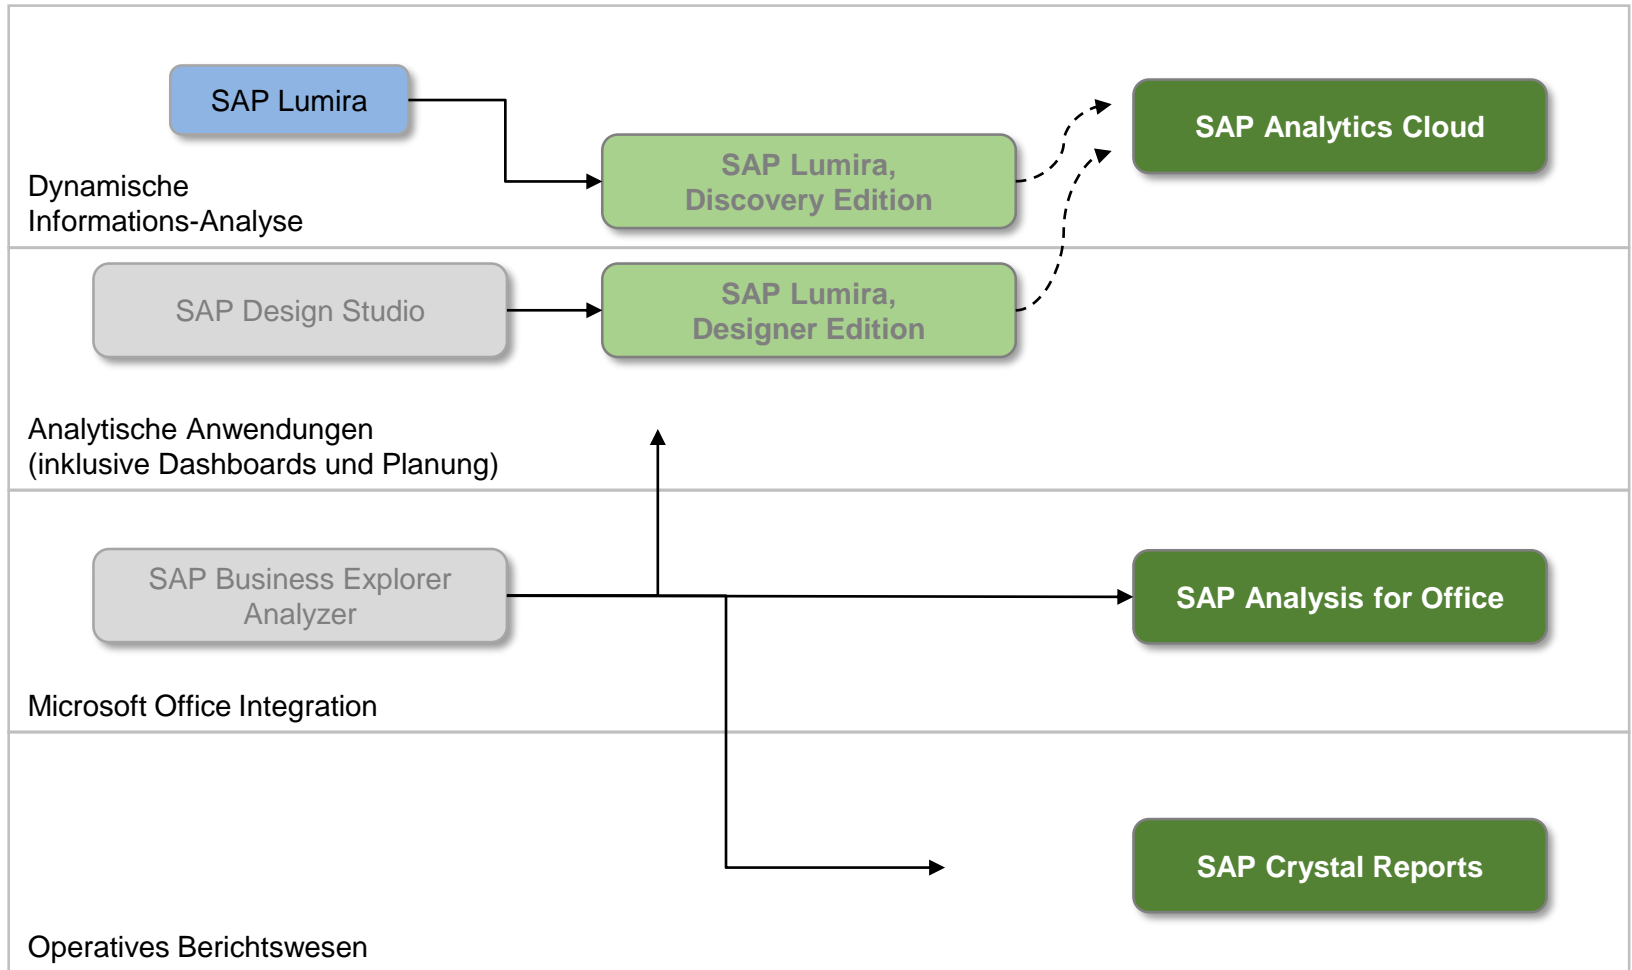 SAP Lumira
SAP Analytics Cloud
SAP Lumira,
Discovery Edition
Dynamische
Informations-Analyse
SAP Design Studio
SAP Lumira,
Designer Edition
Analytische Anwendungen
(inklusive Dashboards und Planung)
SAP Business Explorer
Analyzer
SAP Analysis for Office
Microsoft Office Integration
SAP Crystal Reports
Operatives Berichtswesen